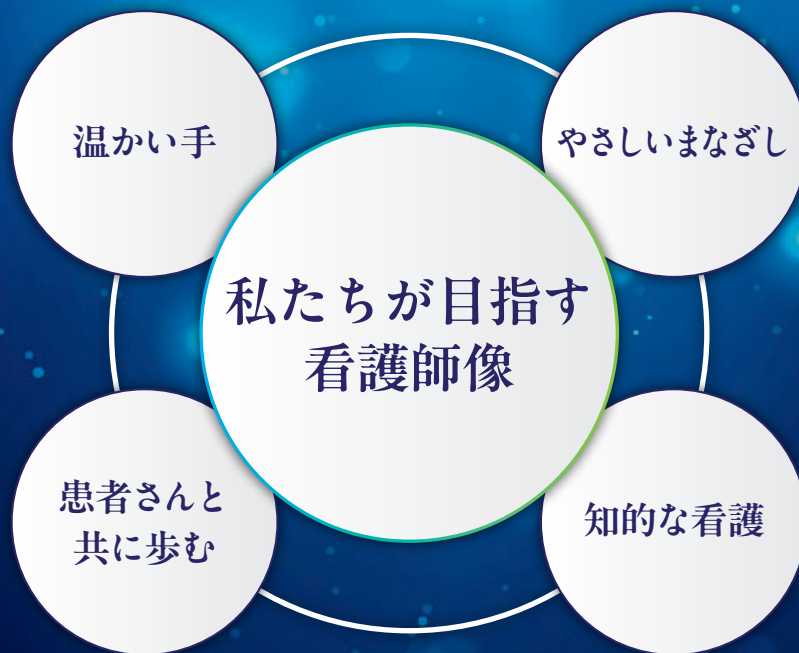 温かい手
やさしいまなざし
私たちが目指す
看護師像
患者さんと
共に歩む
知的な看護